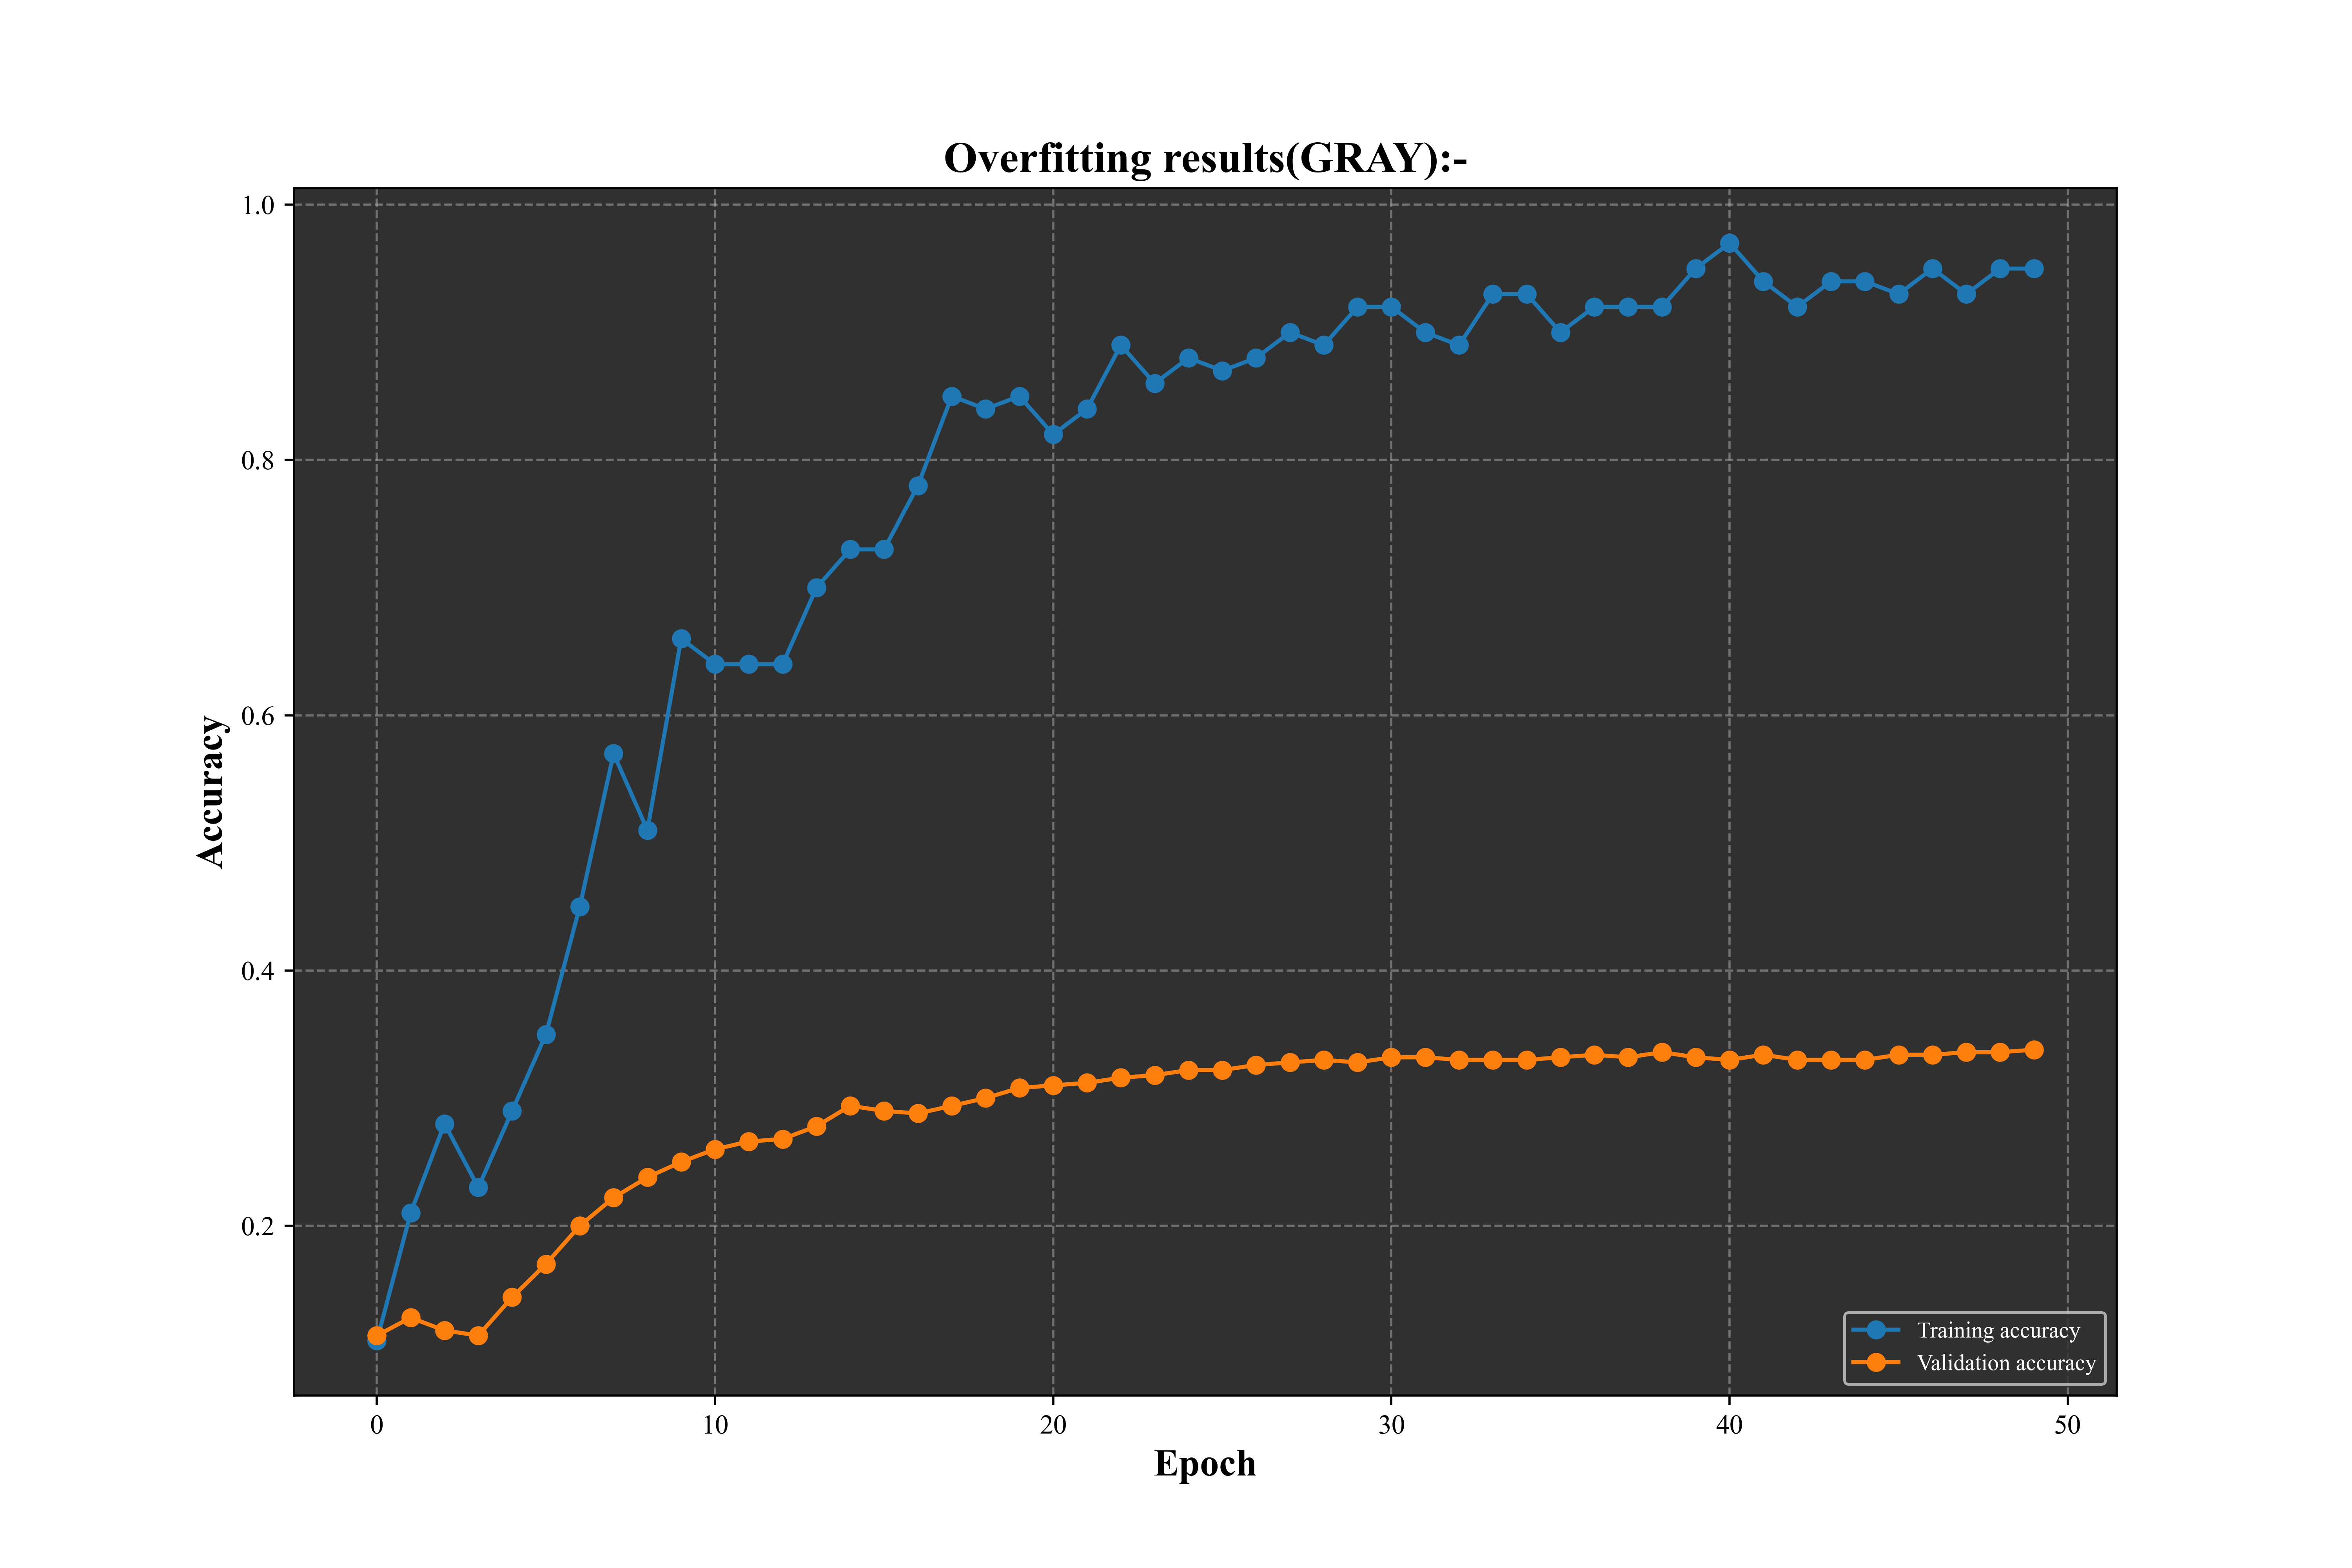 Overfitting results(GRAY):-
1.0
0.8
0.6
0.4
0.2
Accuracy
0 10 20 30 40 50
Epoch
Training accuracy
Validation accuracy